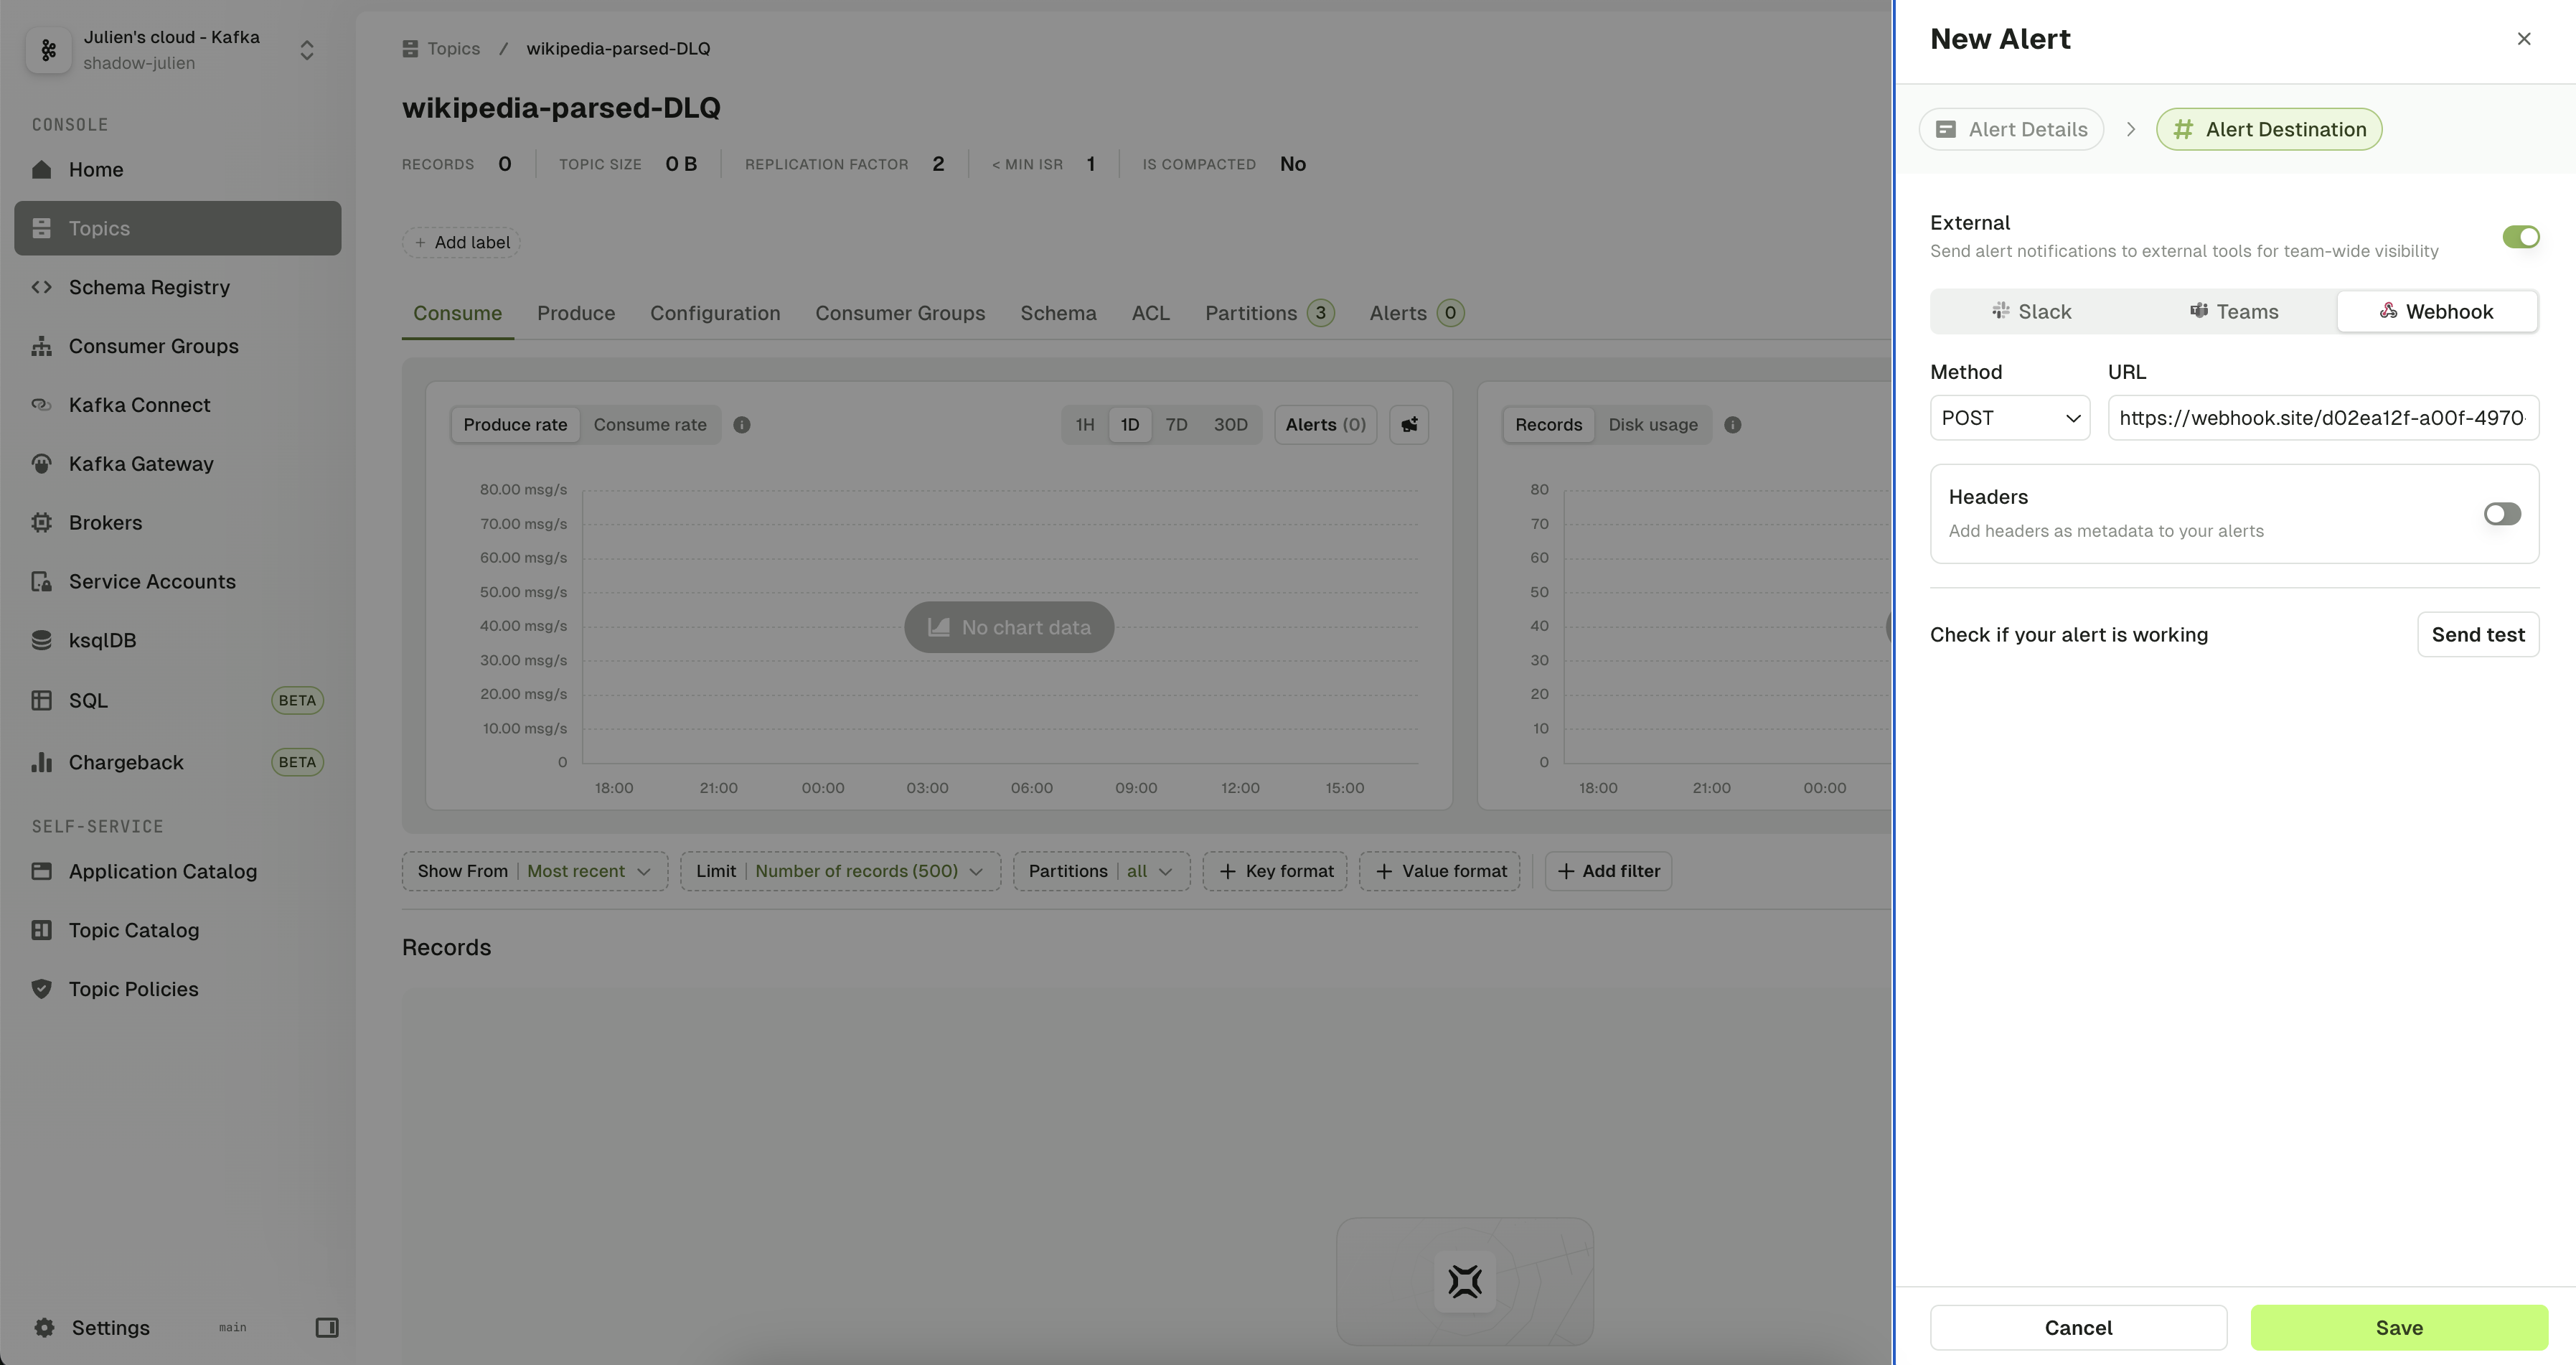 Julien's cloud - Kafka
shadow-julien
CONSOLE
Home
Topics
Schema Registry
Consumer Groups
Kafka Connect
Kafka Gateway
Brokers
Service Accounts
ksqlDB
SQL BETA
Chargeback BETA
SELF-SERVICE
Application Catalog
Topic Catalog
Topic Policies
Settings main
Topics / wikipedia-parsed-DLQ
wikipedia-parsed-DLQ
RECORDS 0 TOPIC SIZE 0 B REPLICATION FACTOR 2 < MIN ISR 1 IS COMPACTED No
+ Add label
Consume Produce Configuration Consumer Groups Schema ACL Partitions 3 Alerts 0
Produce rate Consume rate 1H 1D 7D 30D Alerts (0)
80.00 msg/s
70.00 msg/s
60.00 msg/s
50.00 msg/s
40.00 msg/s
30.00 msg/s
20.00 msg/s
10.00 msg/s
0
No chart data
18:00 21:00 00:00 03:00 06:00 09:00 12:00 15:00
Records Disk usage
80
70
60
50
40
30
20
10
0
18:00 21:00 00:00
Show From Most recent Limit Number of records (500) Partitions all + Key format + Value format + Add filter
Records
New Alert
Alert Details > Alert Destination
External
Send alert notifications to external tools for team-wide visibility
Slack Teams Webhook
Method URL
POST https://webhook.site/d02ea12f-a00f-4970-
Headers
Add headers as metadata to your alerts
Check if your alert is working Send test
Cancel Save